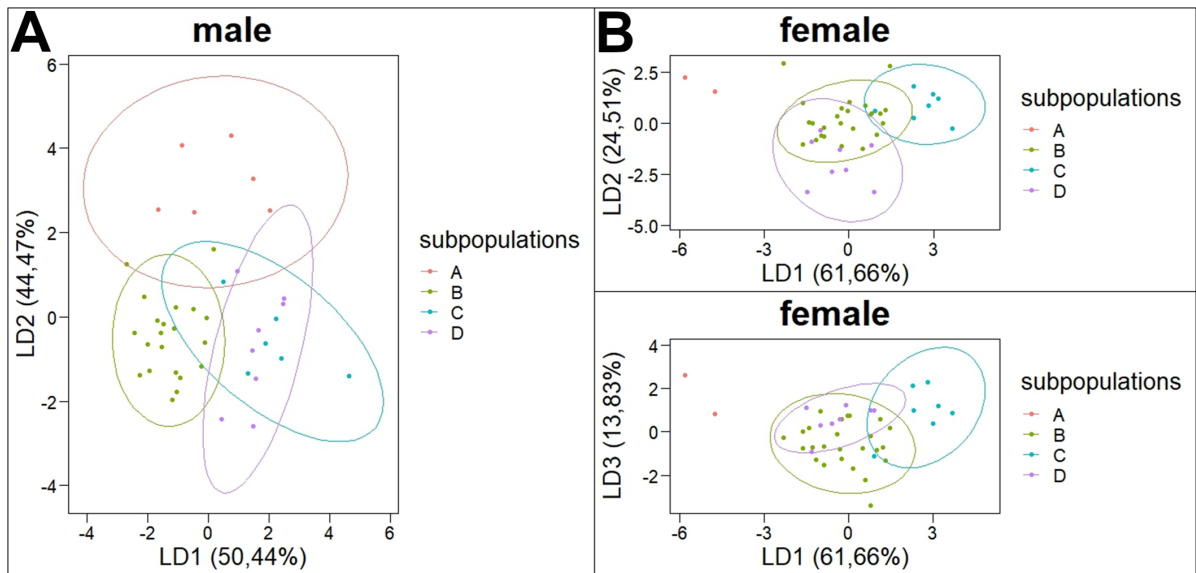 A
male
6
4
2
0
-2
-4
-4
-2
0
2
4
6
LD2 (44,47%)
LD1 (50,44%)
subpopulations
A
B
C
D
B
female
2.5
0.0
-2.5
-5.0
-6
-3
0
3
LD2 (24,51%)
LD1 (61,66%)
subpopulations
A
B
C
D
female
4
2
0
-2
-6
-3
0
3
LD3 (13,83%)
LD1 (61,66%)
subpopulations
A
B
C
D